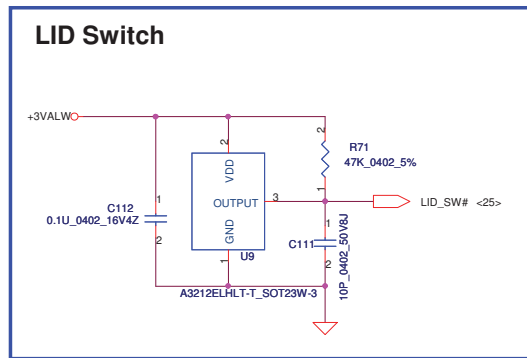 LID Switch
+3VALW
2
2
R71
47K_0402_5%
VDD
1
C112
0.1U_0402_16V4Z
1
OUTPUT
3
LID_SW# <25>
2
GND
1
U9
C111
1
2
10P_0402_50V8J
A3212ELHLT-T_SOT23W-3